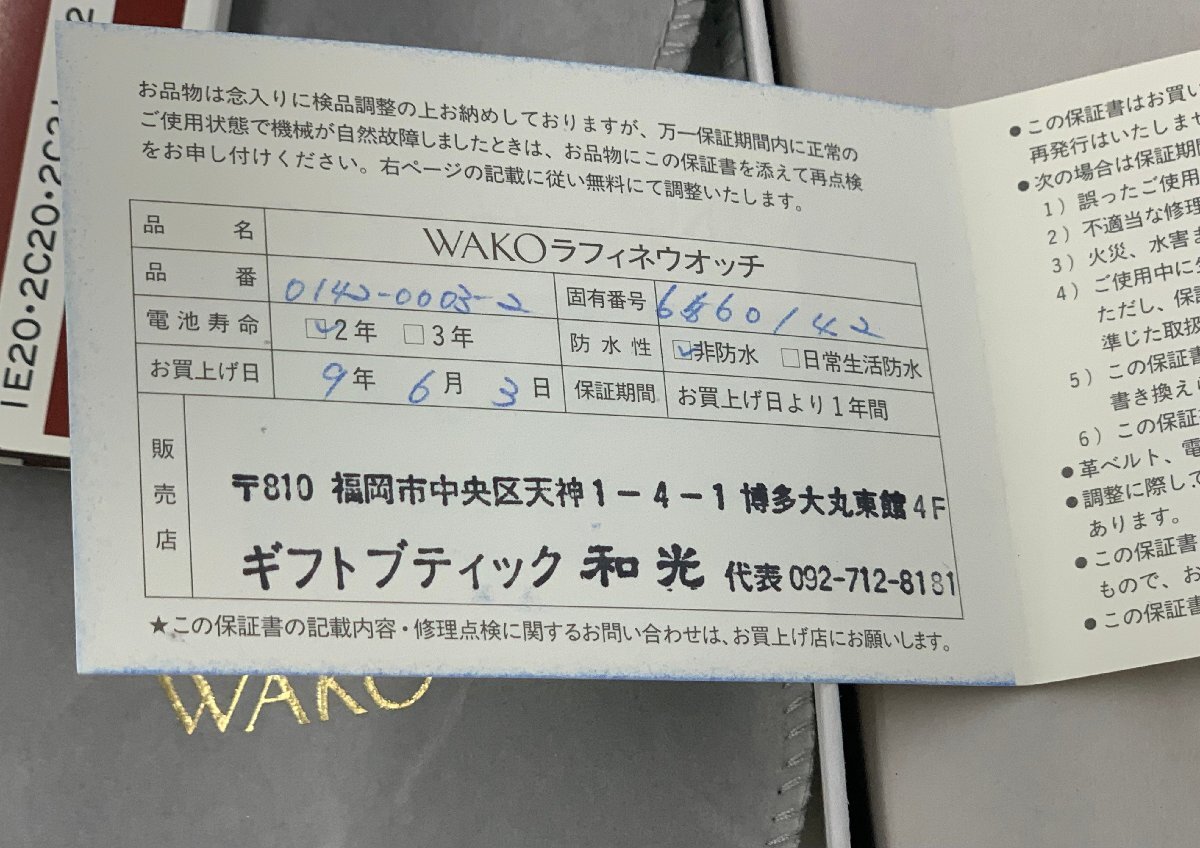 1E20・2C20・2C2
2
お品物は念入りに検品調整の上お納めしておりますが、万一保証期間内に正常の
ご使用状態で機械が自然故障しましたときは、お品物にこの保証書を添えて再点検
をお申し付けください。右ページの記載に従い無料にて調整いたします。
品名 WAKOラフィネウオッチ
品番 0142-0003-2 固有番号 6860142
電池寿命 ☑2年 □3年 防水性 ☑非防水 □日常生活防水
お買上げ日 9年 6月 3日 保証期間 お買上げ日より1年間
販売店
〒810 福岡市中央区天神1-4-1 博多大丸東館4F
ギフトブティック 和光 代表 092-712-8181
★この保証書の記載内容・修理点検に関するお問い合わせは、お買上げ店にお願いします。
WAKO
●この保証書はお買い
再発行はいたしませ
●次の場合は保証期間
1）誤ったご使用
2）不適当な修理
3）火災、水害
4）ご使用中に
ただし、保証
準じた取扱
5）この保証書
書き換え
6）この保証
●革ベルト、電
●調整に際して
あります。
●この保証書
もので、お
●この保証書